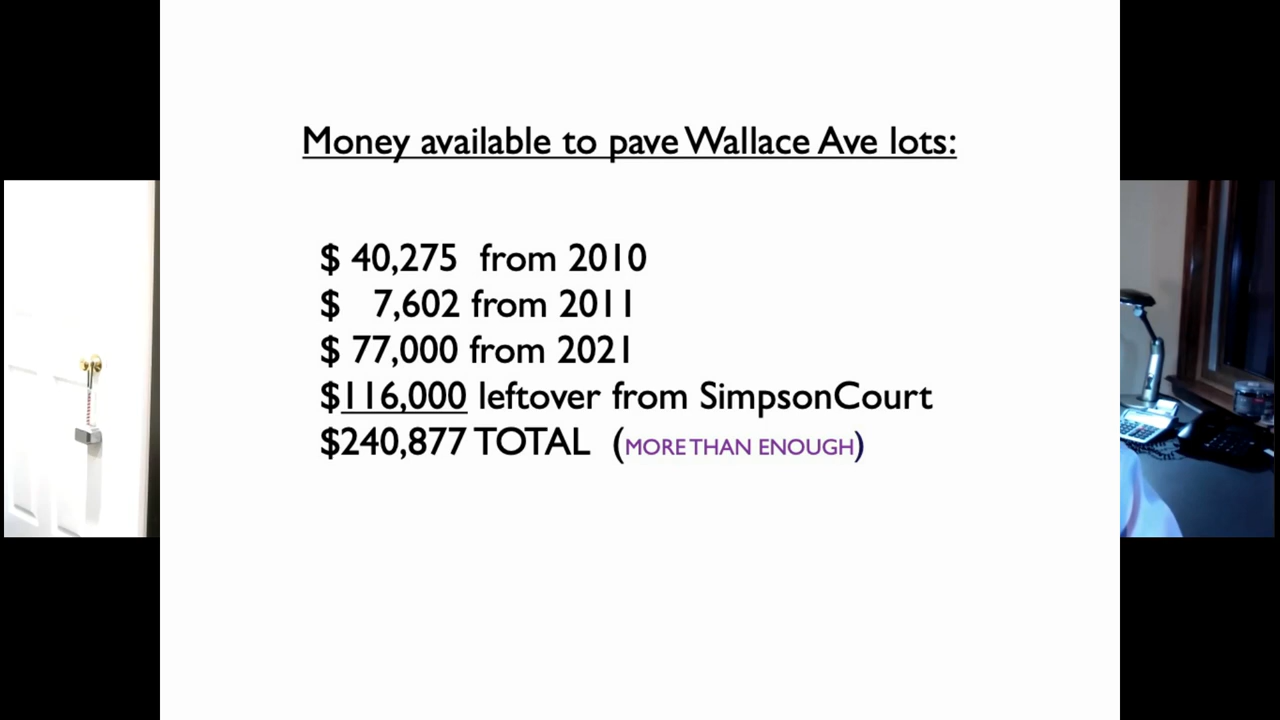 Money available to pave Wallace Ave lots:
$ 40,275 from 2010
$ 7,602 from 2011
$ 77,000 from 2021
$116,000 leftover from SimpsonCourt
$240,877 TOTAL (MORE THAN ENOUGH)